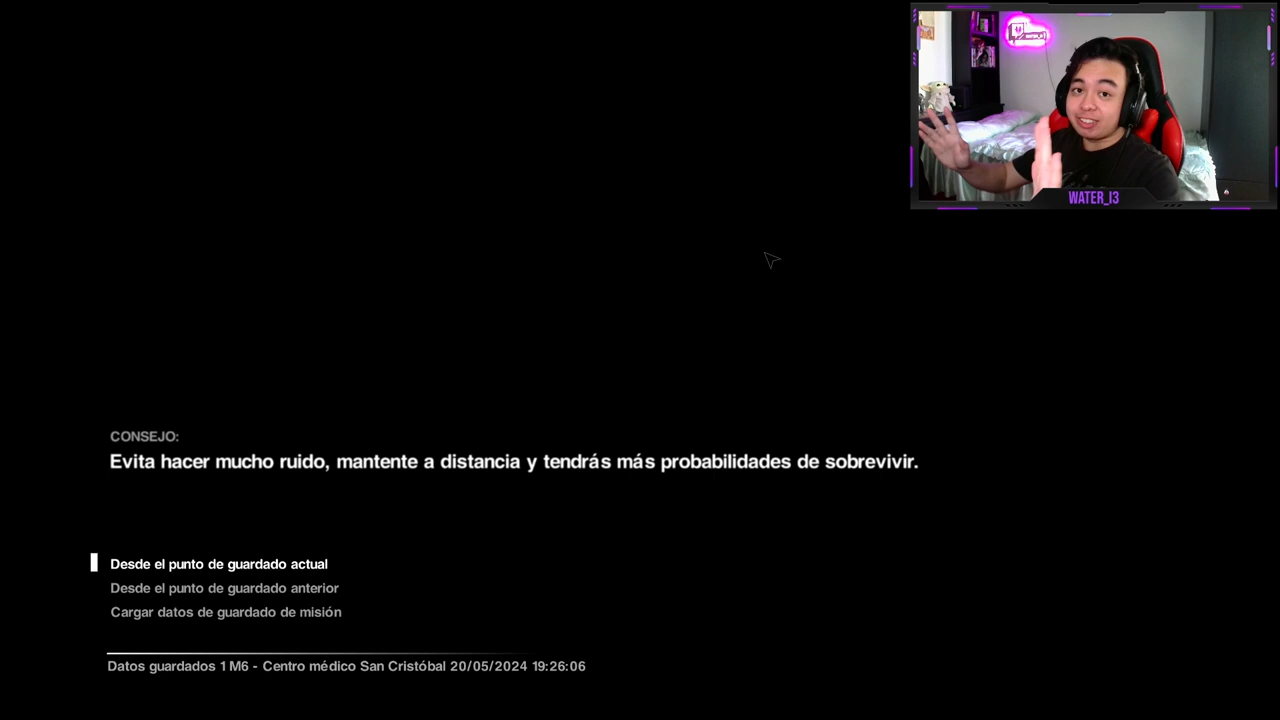 WATER_I3
CONSEJO:
Evita hacer mucho ruido, mantente a distancia y tendrás más probabilidades de sobrevivir.
Desde el punto de guardado actual
Desde el punto de guardado anterior
Cargar datos de guardado de misión
Datos guardados 1 M6 - Centro médico San Cristóbal 20/05/2024 19:26:06